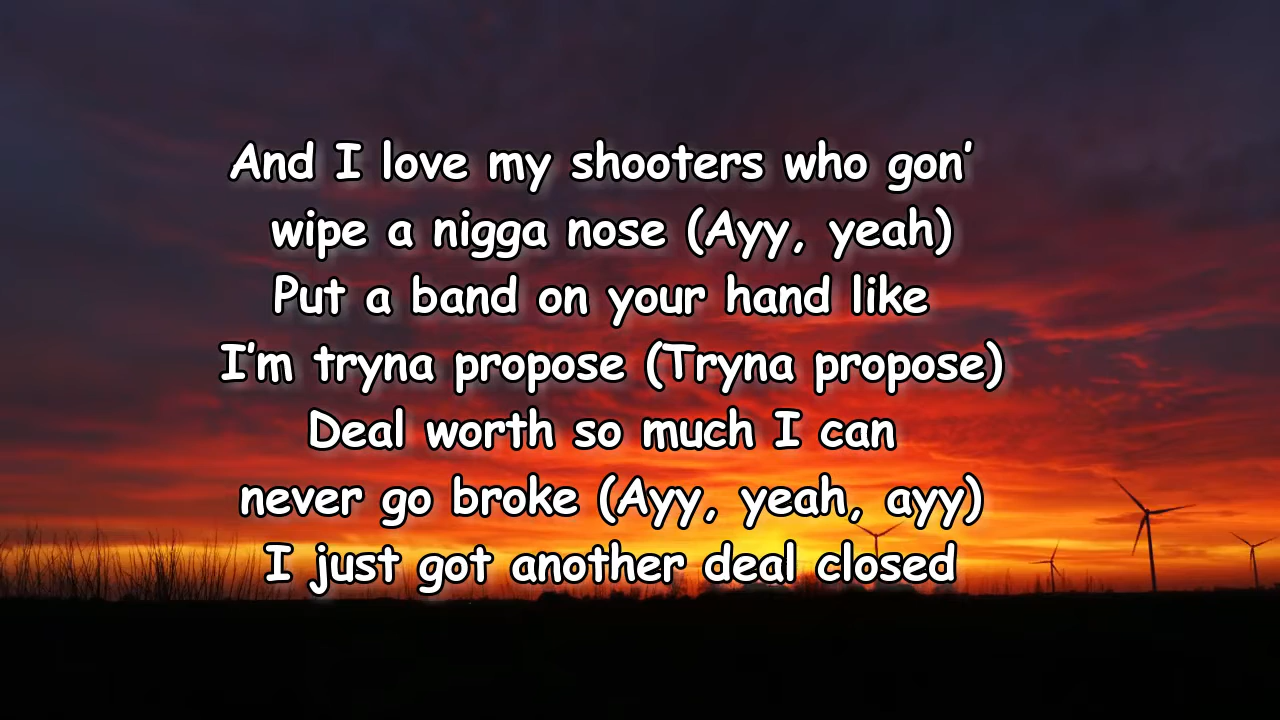 And I love my shooters who gon’
wipe a nigga nose (Ayy, yeah)
Put a band on your hand like
I’m tryna propose (Tryna propose)
Deal worth so much I can
never go broke (Ayy, yeah, ayy)
I just got another deal closed